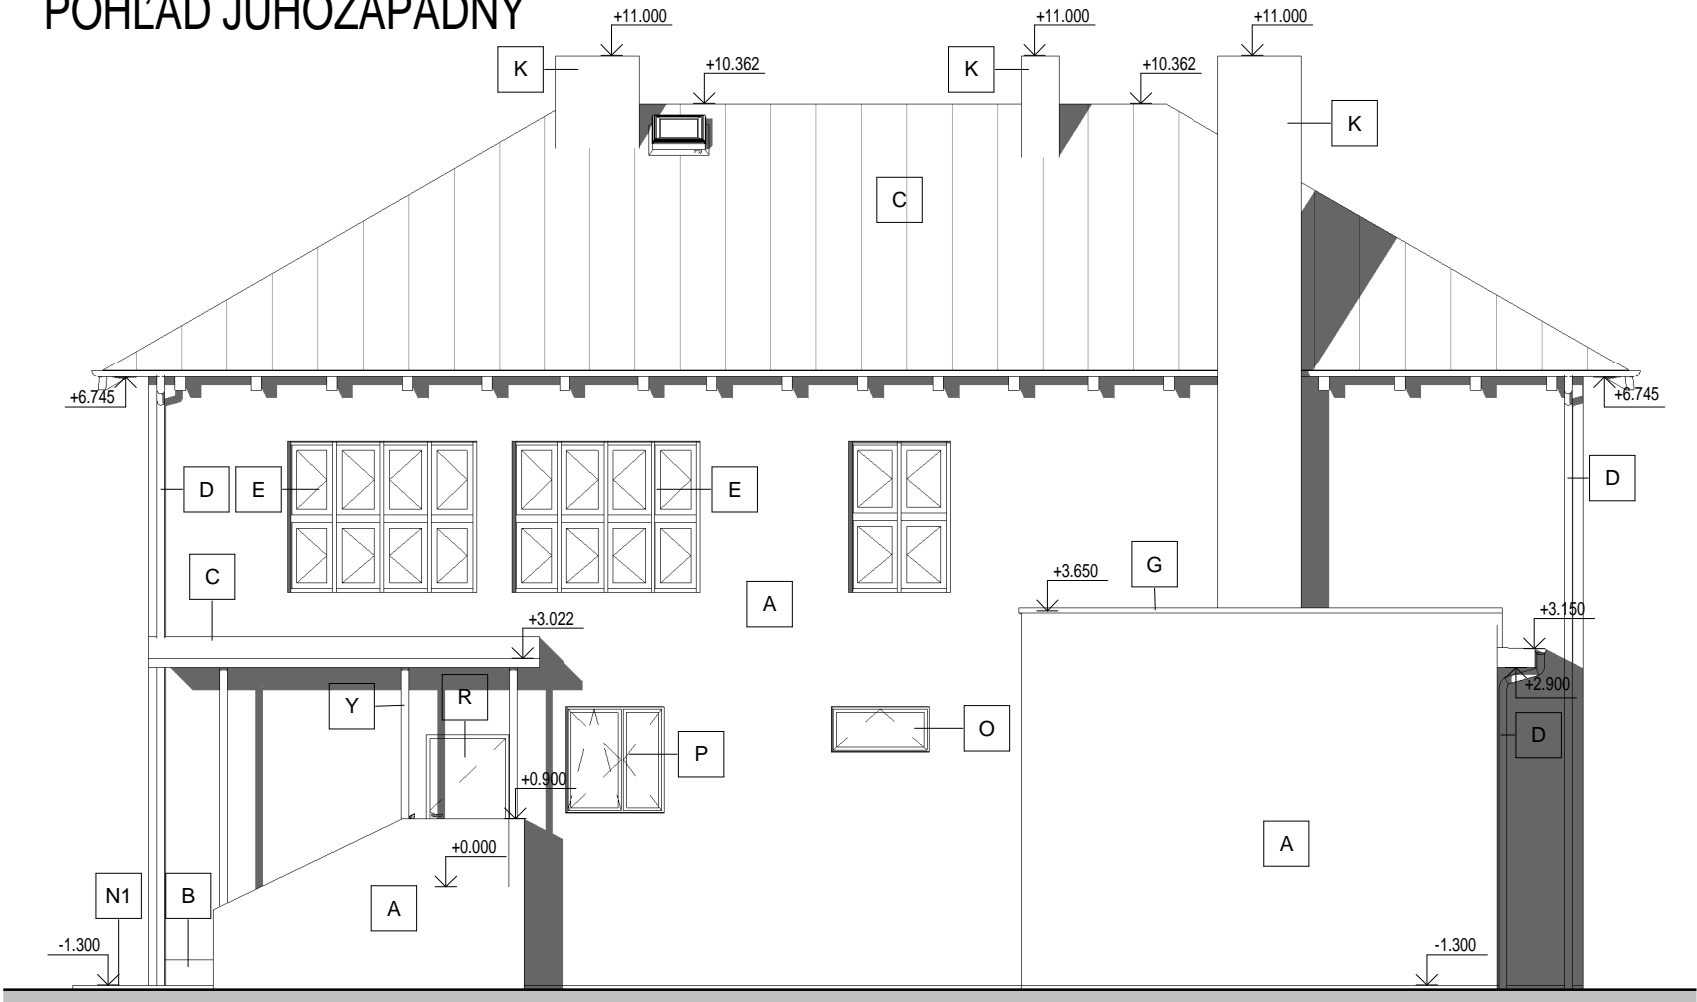 POHĽAD JUHOZÁPADNÝ
+11.000
+11.000
+11.000
K
+10.362
K
+10.362
K
C
+6.745
+6.745
D
E
E
D
C
A
G
+3.650
+3.022
+3.150
Y
R
+2.900
O
P
D
+0.900
A
+0.000
N1
B
A
-1.300
-1.300